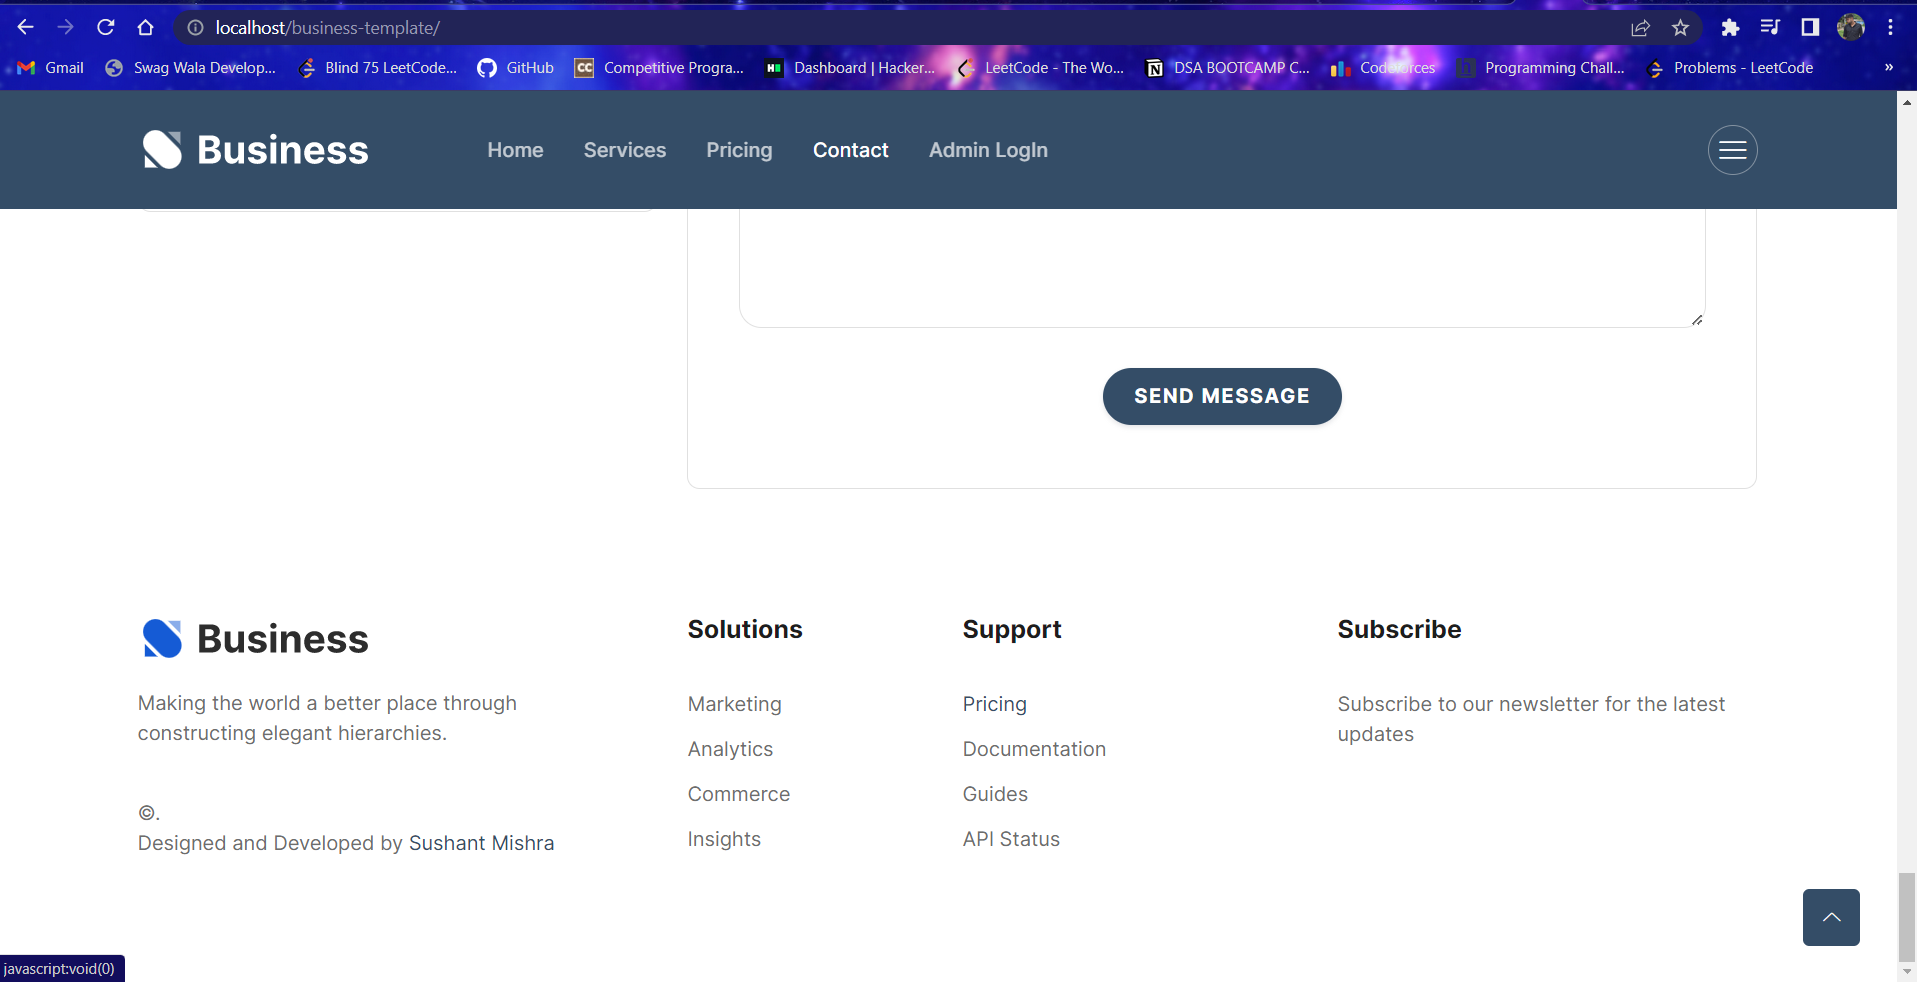 localhost/business-template/
Gmail
Swag Wala Develop...
Blind 75 LeetCode...
GitHub
CC
Competitive Progra...
H
Dashboard | Hacker...
LeetCode - The Wo...
DSA BOOTCAMP C...
Codeforces
Programming Chall...
Problems - LeetCode
»
Business
Home
Services
Pricing
Contact
Admin LogIn
SEND MESSAGE
Business
Making the world a better place through
constructing elegant hierarchies.
©.
Designed and Developed by Sushant Mishra
Solutions
Marketing
Analytics
Commerce
Insights
Support
Pricing
Documentation
Guides
API Status
Subscribe
Subscribe to our newsletter for the latest
updates
javascript:void(0)